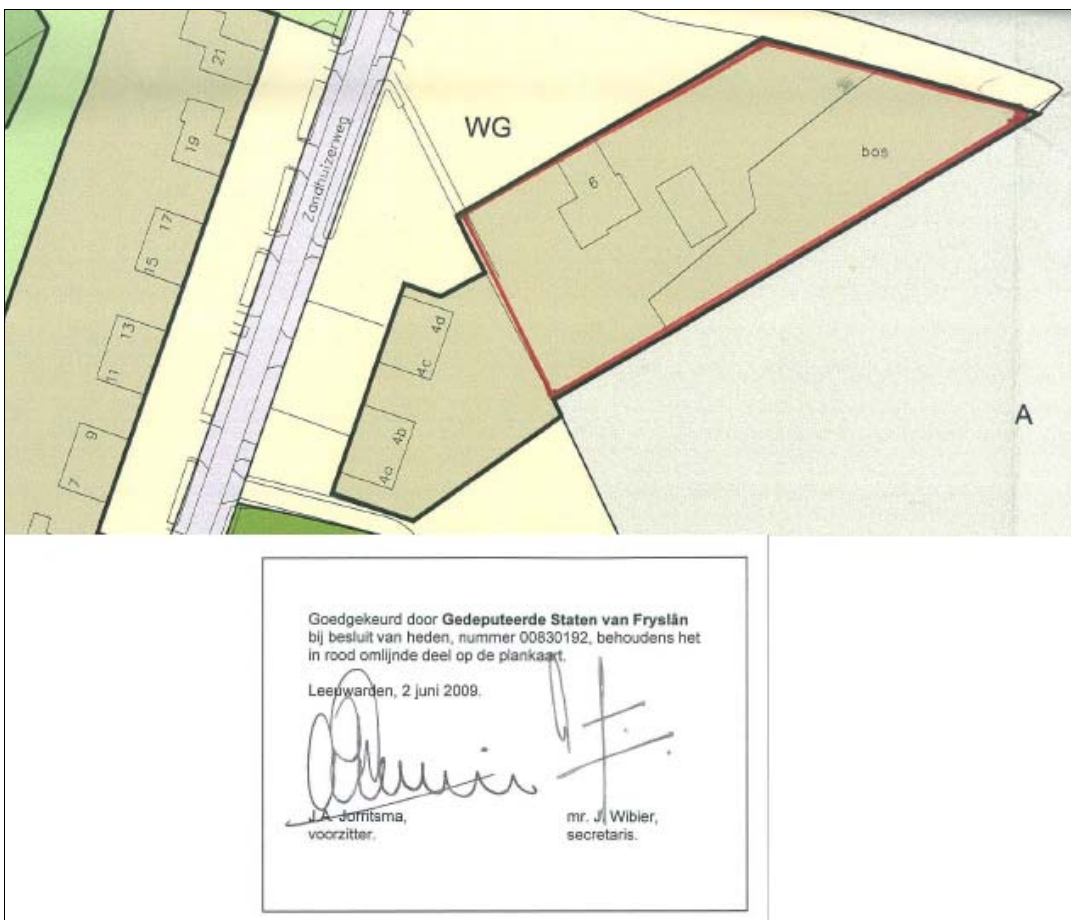 21
19
17
15
13
11
9
7
Zandhuizerweg
WG
6
bos
4d
4c
4b
4a
A
Goedgekeurd door Gedeputeerde Staten van Fryslân
bij besluit van heden, nummer 00830192, behoudens het
in rood omlijnde deel op de plankaart.
Leeuwarden, 2 juni 2009.
J.A. Jorritsma,
voorzitter.
mr. J. Wibier,
secretaris.